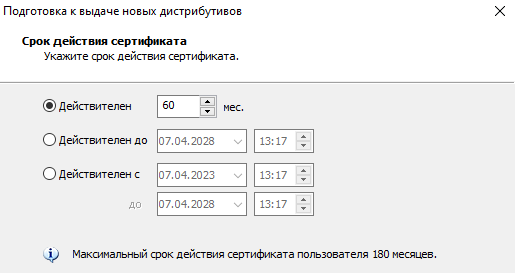 Подготовка к выдаче новых дистрибутивов
Срок действия сертификата
Укажите срок действия сертификата.
Действителен 60 мес.
Действителен до 07.04.2028 13:17
Действителен с 07.04.2023 13:17
до 07.04.2028 13:17
Максимальный срок действия сертификата пользователя 180 месяцев.